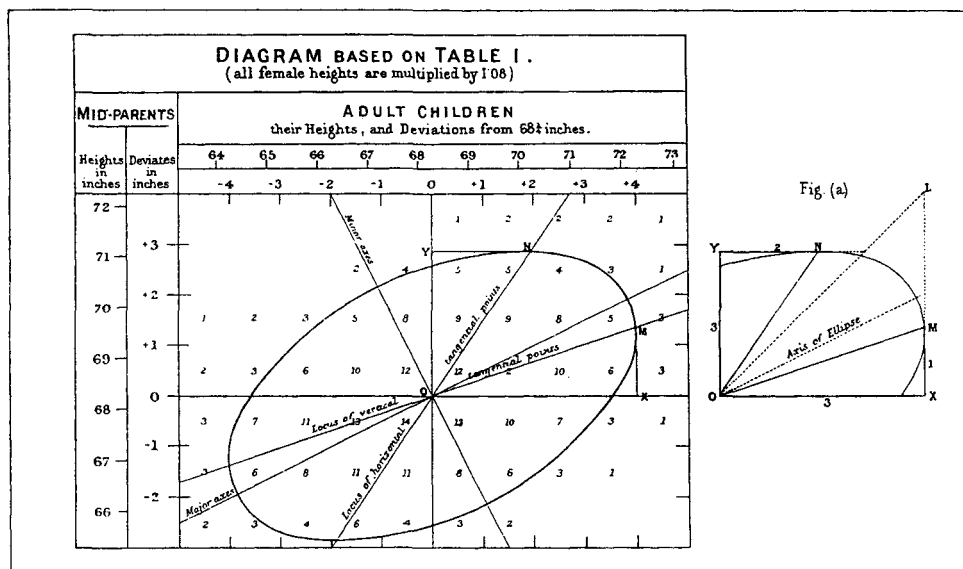 DIAGRAM BASED ON TABLE I.
(all female heights are multiplied by 1·08)
MID-PARENTS
ADULT CHILDREN
their Heights, and Deviations from 68¼ inches.
Heights in inches
Deviates in inches
64 65 66 67 68 69 70 71 72 73
-4 -3 -2 -1 0 +1 +2 +3 +4
72
71
70
69
68
67
66
+3
+2
+1
0
-1
-2
1 2 2 2 1
2 4 5 5 4 3 1
1 2 3 5 8 9 9 8 5 3
2 3 6 10 12 12 2 10 6 3
3 7 11 13 14 13 10 7 3 1
3 6 8 11 11 8 6 3 1
2 3 4 6 4 3 2
Minor axes
Y
N
tangential points
M
tangential points
O
X
Locus of vertical
Locus of horizontal
Major axes
Fig. (a)
L
Y 2 N
3
M
Axis of Ellipse
1
O 3 X